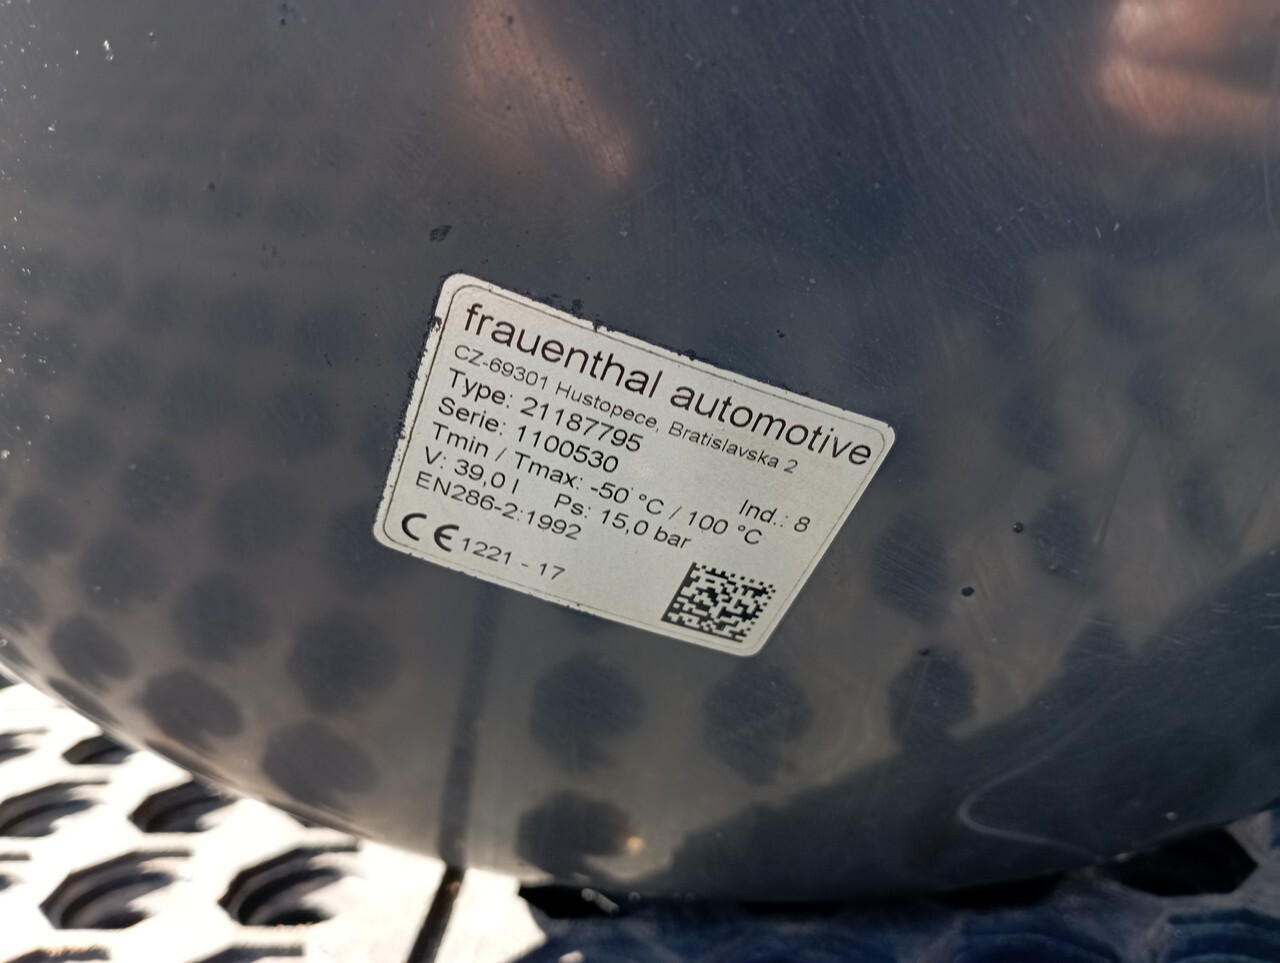 frauenthal automotive
CZ-69301 Hustopece, Bratislavska 2
Type: 21187795
Serie: 1100530 Ind.: 8
Tmin / Tmax: -50 °C / 100 °C
V: 39,0 l Ps: 15,0 bar
EN286-2:1992
CE 1221 - 17